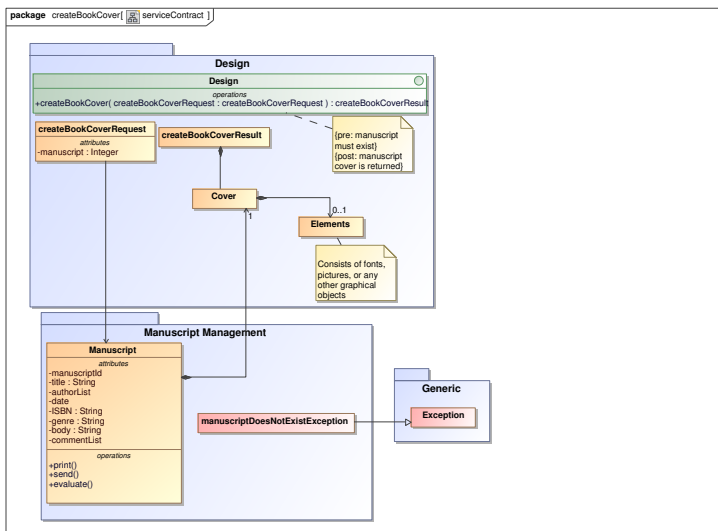 package createBookCover[ serviceContract ]
Design
Design
operations
+createBookCover( createBookCoverRequest : createBookCoverRequest ) : createBookCoverResult
createBookCoverRequest
attributes
-manuscript : Integer
createBookCoverResult
{pre: manuscript
must exist}
{post: manuscript
cover is returned}
Cover
1
0..1
Elements
Consists of fonts,
pictures, or any
other graphical
objects
Manuscript Management
Manuscript
attributes
-manuscriptId
-title : String
-authorList
-date
-ISBN : String
-genre : String
-body : String
-commentList
operations
+print()
+send()
+evaluate()
manuscriptDoesNotExistException
Generic
Exception